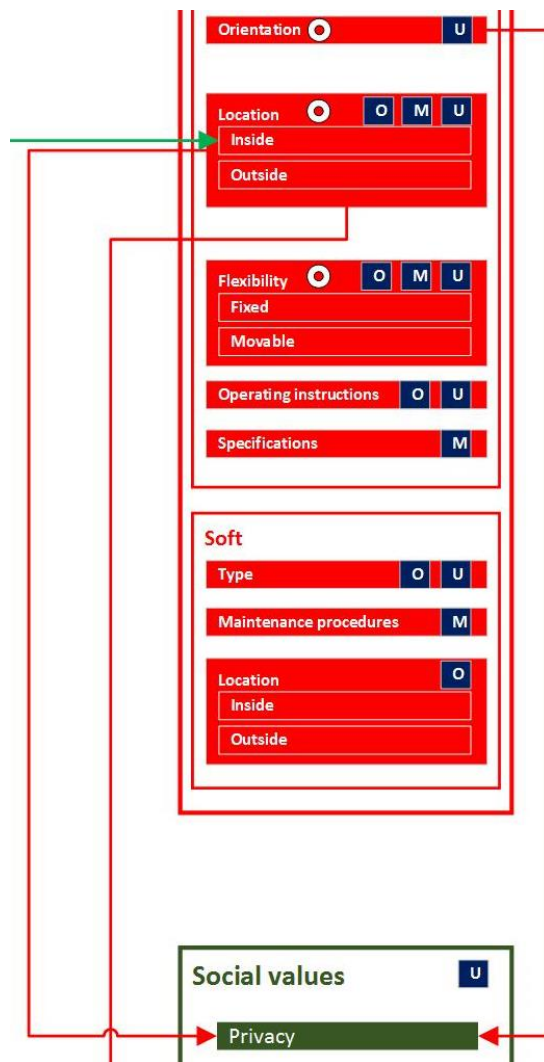 Orientation U
Location O M U
Inside
Outside
Flexibility O M U
Fixed
Movable
Operating instructions O U
Specifications M
Soft
Type O U
Maintenance procedures M
Location O
Inside
Outside
Social values U
Privacy